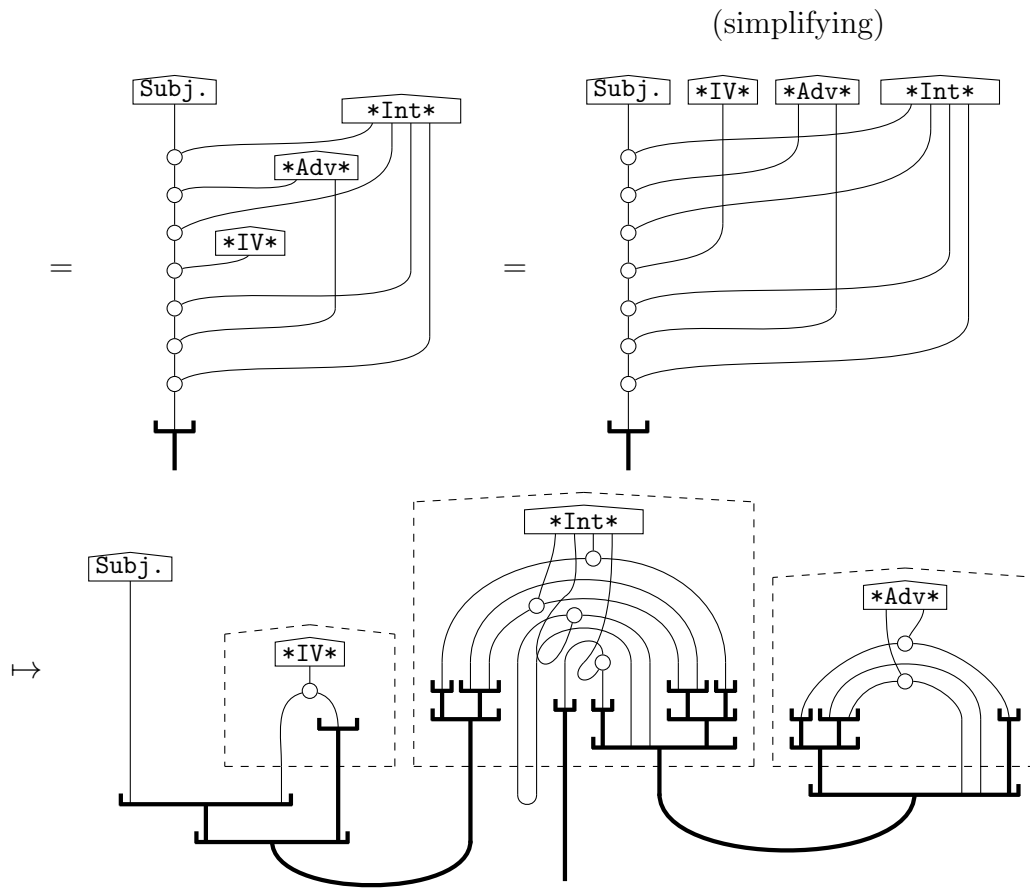 (simplifying)
Subj. *Int* *Adv* *IV*
=
Subj. *IV* *Adv* *Int*
=
*Int*
Subj. *IV* *Adv*
↦